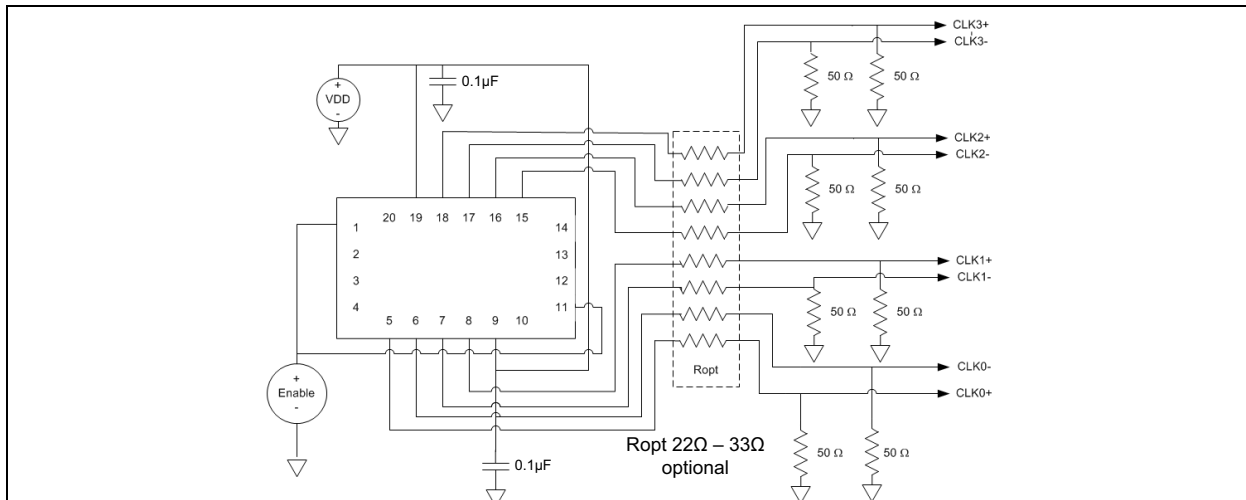 CLK3+
CLK3-
50 Ω
50 Ω
+
VDD
-
0.1µF
CLK2+
CLK2-
50 Ω
50 Ω
20 19 18 17 16 15
1
2
3
4
14
13
12
11
5 6 7 8 9 10
CLK1+
CLK1-
50 Ω
50 Ω
Ropt
+
Enable
-
CLK0-
CLK0+
50 Ω
50 Ω
0.1µF
Ropt 22Ω – 33Ω
optional